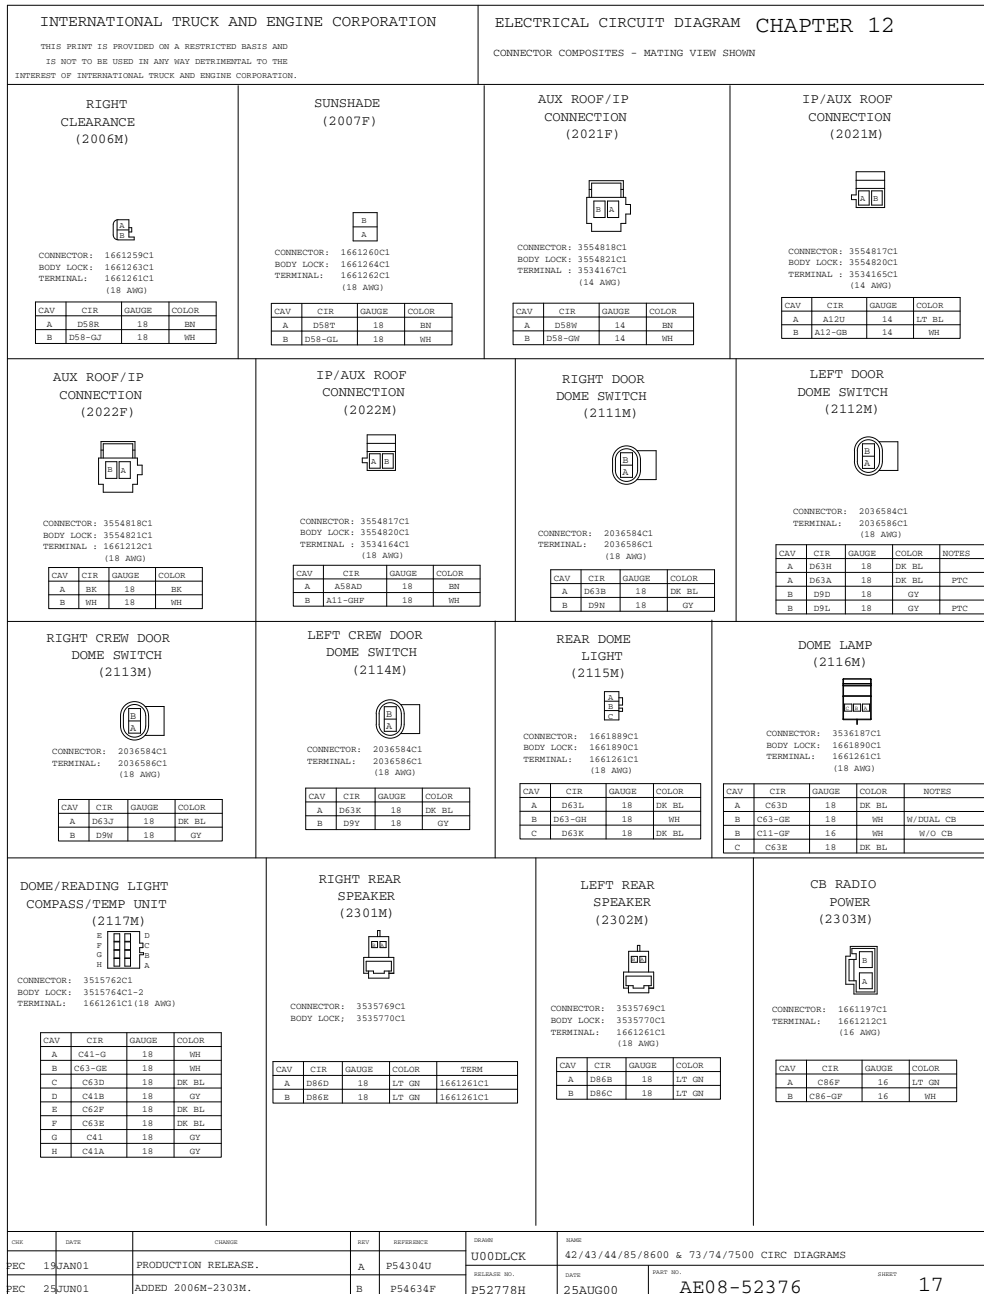 INTERNATIONAL TRUCK AND ENGINE CORPORATION
THIS PRINT IS PROVIDED ON A RESTRICTED BASIS AND
IS NOT TO BE USED IN ANY WAY DETRIMENTAL TO THE
INTEREST OF INTERNATIONAL TRUCK AND ENGINE CORPORATION.
ELECTRICAL CIRCUIT DIAGRAM CHAPTER 12
CONNECTOR COMPOSITES - MATING VIEW SHOWN
RIGHT
CLEARANCE
(2006M)
A
B
CONNECTOR: 1661259C1
BODY LOCK: 1661263C1
TERMINAL: 1661261C1
(18 AWG)
CAV CIR GAUGE COLOR
A D58R 18 BN
B D58-GJ 18 WH
SUNSHADE
(2007F)
B
A
CONNECTOR: 1661260C1
BODY LOCK: 1661264C1
TERMINAL: 1661262C1
(18 AWG)
CAV CIR GAUGE COLOR
A D58T 18 BN
B D58-GL 18 WH
AUX ROOF/IP
CONNECTION
(2021F)
B A
CONNECTOR: 3554818C1
BODY LOCK: 3554821C1
TERMINAL : 3534167C1
(14 AWG)
CAV CIR GAUGE COLOR
A D58W 14 BN
B D58-GW 14 WH
IP/AUX ROOF
CONNECTION
(2021M)
A B
CONNECTOR: 3554817C1
BODY LOCK: 3554820C1
TERMINAL : 3534165C1
(14 AWG)
CAV CIR GAUGE COLOR
A A12U 14 LT BL
B A12-GB 14 WH
AUX ROOF/IP
CONNECTION
(2022F)
B A
CONNECTOR: 3554818C1
BODY LOCK: 3554821C1
TERMINAL : 1661212C1
(18 AWG)
CAV CIR GAUGE COLOR
A BK 18 BK
B WH 18 WH
IP/AUX ROOF
CONNECTION
(2022M)
A B
CONNECTOR: 3554817C1
BODY LOCK: 3554820C1
TERMINAL : 3534164C1
(18 AWG)
CAV CIR GAUGE COLOR
A A58AD 18 BN
B A11-GHF 18 WH
RIGHT DOOR
DOME SWITCH
(2111M)
B
A
CONNECTOR: 2036584C1
TERMINAL: 2036586C1
(18 AWG)
CAV CIR GAUGE COLOR
A D63B 18 DK BL
B D9N 18 GY
LEFT DOOR
DOME SWITCH
(2112M)
B
A
CONNECTOR: 2036584C1
TERMINAL: 2036586C1
(18 AWG)
CAV CIR GAUGE COLOR NOTES
A D63H 18 DK BL
A D63A 18 DK BL PTC
B D9D 18 GY
B D9L 18 GY PTC
RIGHT CREW DOOR
DOME SWITCH
(2113M)
B
A
CONNECTOR: 2036584C1
TERMINAL: 2036586C1
(18 AWG)
CAV CIR GAUGE COLOR
A D63J 18 DK BL
B D9W 18 GY
LEFT CREW DOOR
DOME SWITCH
(2114M)
B
A
CONNECTOR: 2036584C1
TERMINAL: 2036586C1
(18 AWG)
CAV CIR GAUGE COLOR
A D63K 18 DK BL
B D9Y 18 GY
REAR DOME
LIGHT
(2115M)
A
B
C
CONNECTOR: 1661889C1
BODY LOCK: 1661890C1
TERMINAL: 1661261C1
(18 AWG)
CAV CIR GAUGE COLOR
A D63L 18 DK BL
B D63-GH 18 WH
C D63K 18 DK BL
DOME LAMP
(2116M)
C B A
CONNECTOR: 3536187C1
BODY LOCK: 1661890C1
TERMINAL: 1661261C1
(18 AWG)
CAV CIR GAUGE COLOR NOTES
A C63D 18 DK BL
B C63-GE 18 WH W/DUAL CB
B C11-GF 16 WH W/O CB
C C63E 18 DK BL
DOME/READING LIGHT
COMPASS/TEMP UNIT
(2117M)
E D
F C
G B
H A
CONNECTOR: 3515762C1
BODY LOCK: 3515764C1-2
TERMINAL: 1661261C1(18 AWG)
CAV CIR GAUGE COLOR
A C41-G 18 WH
B C63-GE 18 WH
C C63D 18 DK BL
D C41B 18 GY
E C62F 18 DK BL
F C63E 18 DK BL
G C41 18 GY
H C41A 18 GY
RIGHT REAR
SPEAKER
(2301M)
CONNECTOR: 3535769C1
BODY LOCK; 3535770C1
CAV CIR GAUGE COLOR TERM
A D86D 18 LT GN 1661261C1
B D86E 18 LT GN 1661261C1
LEFT REAR
SPEAKER
(2302M)
CONNECTOR: 3535769C1
BODY LOCK: 3535770C1
TERMINAL: 1661261C1
(18 AWG)
CAV CIR GAUGE COLOR
A D86B 18 LT GN
B D86C 18 LT GN
CB RADIO
POWER
(2303M)
B
A
CONNECTOR: 1661197C1
TERMINAL: 1661212C1
(16 AWG)
CAV CIR GAUGE COLOR
A C86F 16 LT GN
B C86-GF 16 WH
CHK DATE CHANGE REV REFERENCE
PEC 19JAN01 PRODUCTION RELEASE. A P54304U
PEC 25JUN01 ADDED 2006M-2303M. B P54634F
DRAWN
U00DLCK
NAME
42/43/44/85/8600 & 73/74/7500 CIRC DIAGRAMS
RELEASE NO.
P52778H
DATE
25AUG00
PART NO.
AE08-52376
SHEET
17